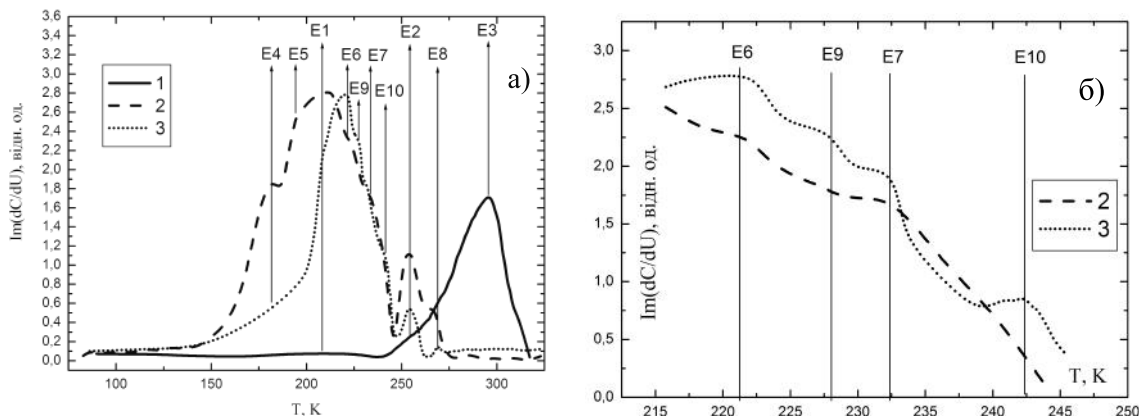 Im(dC/dU), відн. од.
3,6
3,4
3,2
3,0
2,8
2,6
2,4
2,2
2,0
1,8
1,6
1,4
1,2
1,0
0,8
0,6
0,4
0,2
0,0
E1
E2
E3
E4
E5
E6
E7
E8
E9
E10
а)
1
2
3
100
150
200
250
300
T, K
Im(dC/dU), відн. од.
3,0
2,5
2,0
1,5
1,0
0,5
0,0
E6
E9
E7
E10
б)
2
3
T, K
215
220
225
230
235
240
245
250